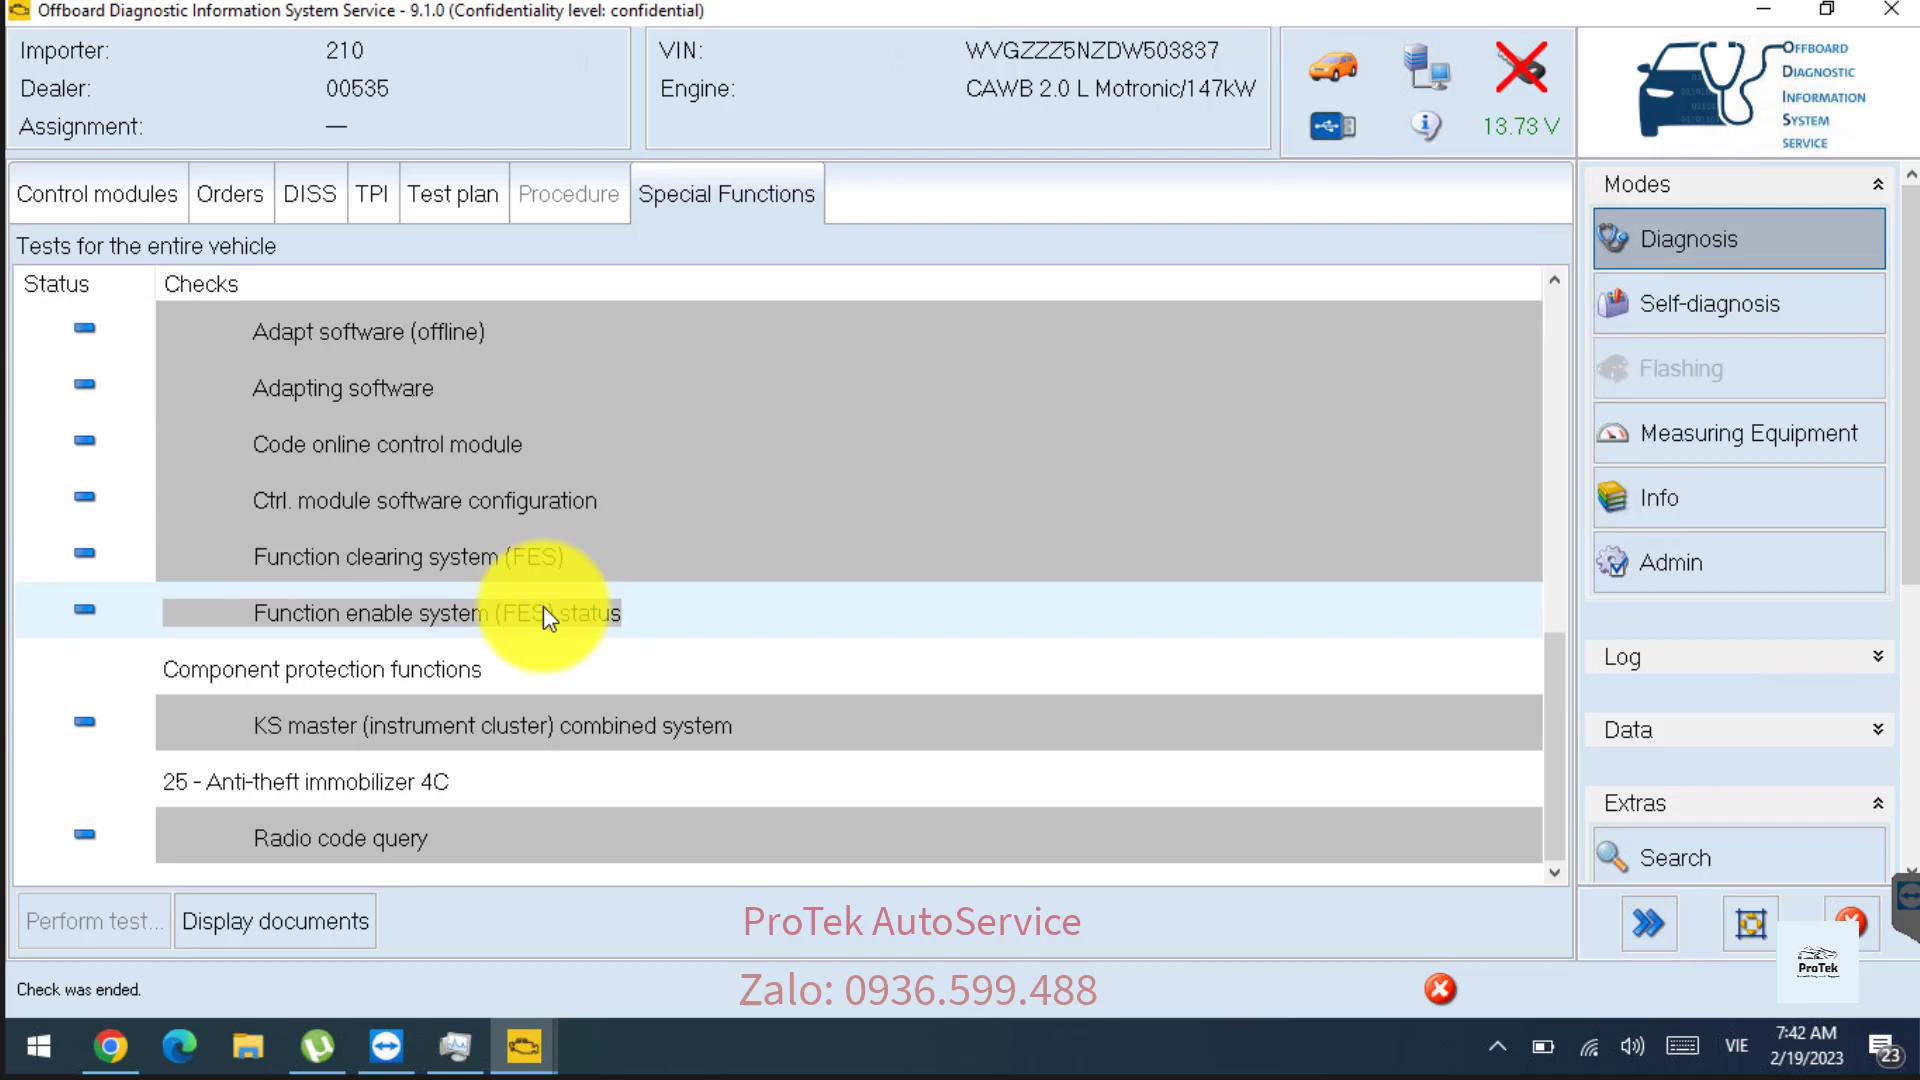 Offboard Diagnostic Information System Service - 9.1.0 (Confidentiality level: confidential)
Importer: 210
Dealer: 00535
Assignment: —
VIN: WVGZZZ5NZDW503837
Engine: CAWB 2.0 L Motronic/147kW
13.73 V
OFFBOARD
DIAGNOSTIC
INFORMATION
SYSTEM
SERVICE
Control modules Orders DISS TPI Test plan Procedure Special Functions
Tests for the entire vehicle
Status Checks
Adapt software (offline)
Adapting software
Code online control module
Ctrl. module software configuration
Function clearing system (FES)
Function enable system (FES) status
Component protection functions
KS master (instrument cluster) combined system
25 - Anti-theft immobilizer 4C
Radio code query
Perform test... Display documents
Modes
Diagnosis
Self-diagnosis
Flashing
Measuring Equipment
Info
Admin
Log
Data
Extras
Search
ProTek AutoService
Zalo: 0936.599.488
ProTek
Check was ended.
VIE
7:42 AM
2/19/2023
23